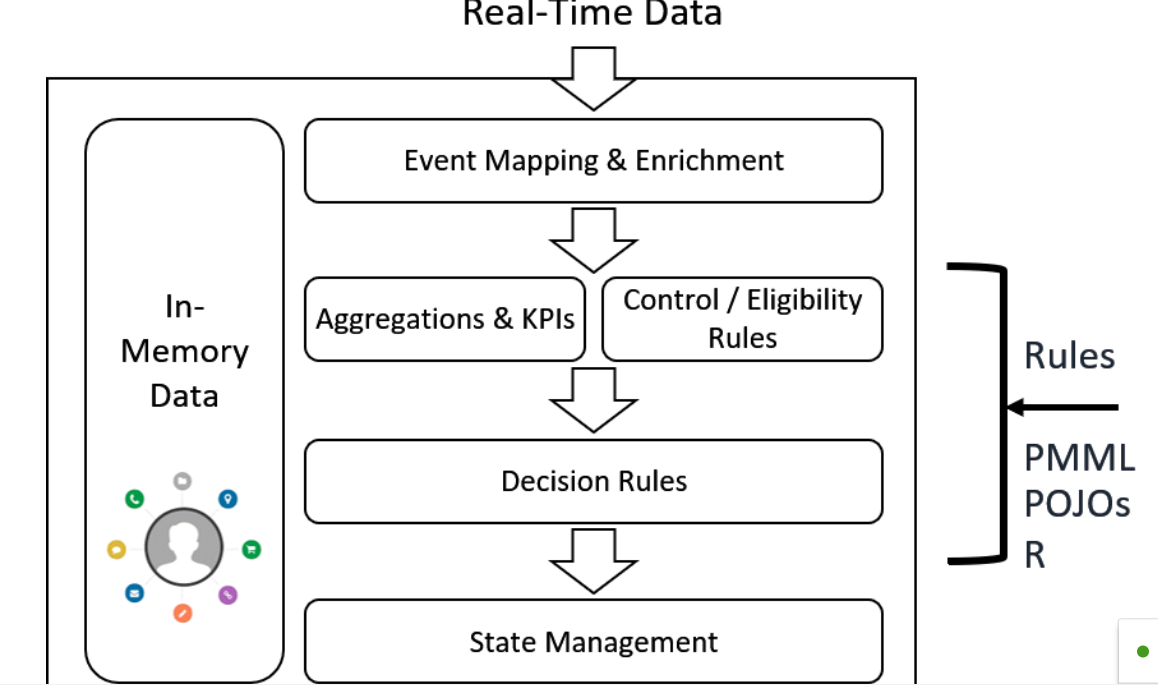 Real-Time Data
Event Mapping & Enrichment
In-
Memory
Data
Aggregations & KPIs
Control / Eligibility
Rules
Decision Rules
State Management
Rules
PMML
POJOs
R